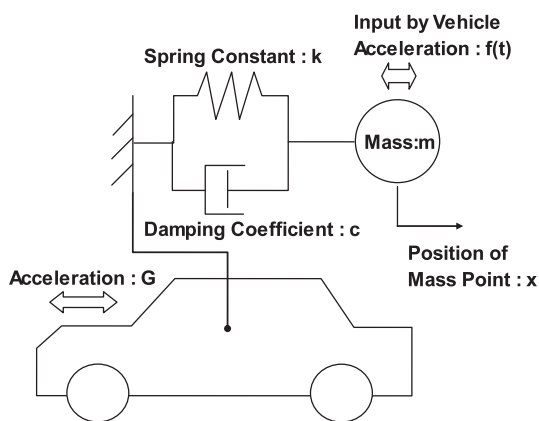 Input by Vehicle
Acceleration : f(t)
Spring Constant : k
Mass:m
Damping Coefficient : c
Position of
Mass Point : x
Acceleration : G